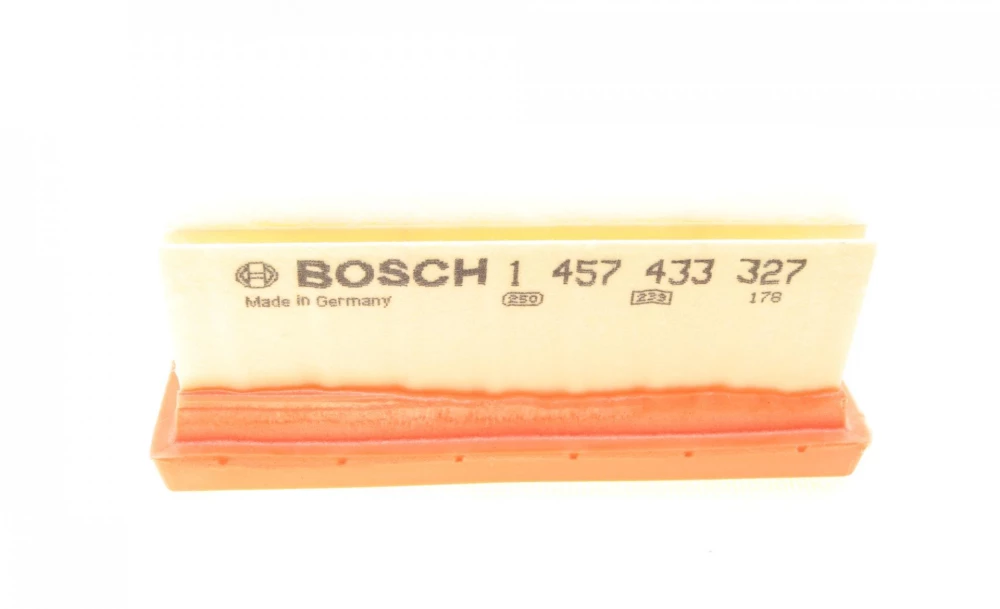 BOSCH 1 457 433 327
Made in Germany 250 233 178